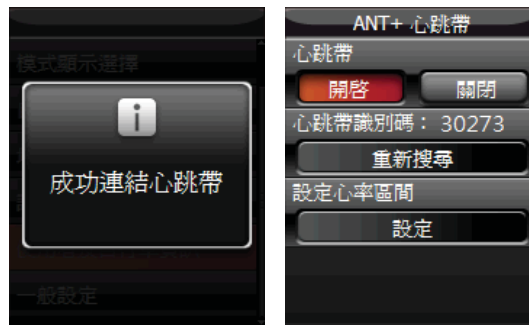 模式顯示選擇
成功連結心跳帶
一般設定
ANT+ 心跳帶
心跳帶
開啓 關閉
心跳帶識別碼： 30273
重新搜尋
設定心率區間
設定